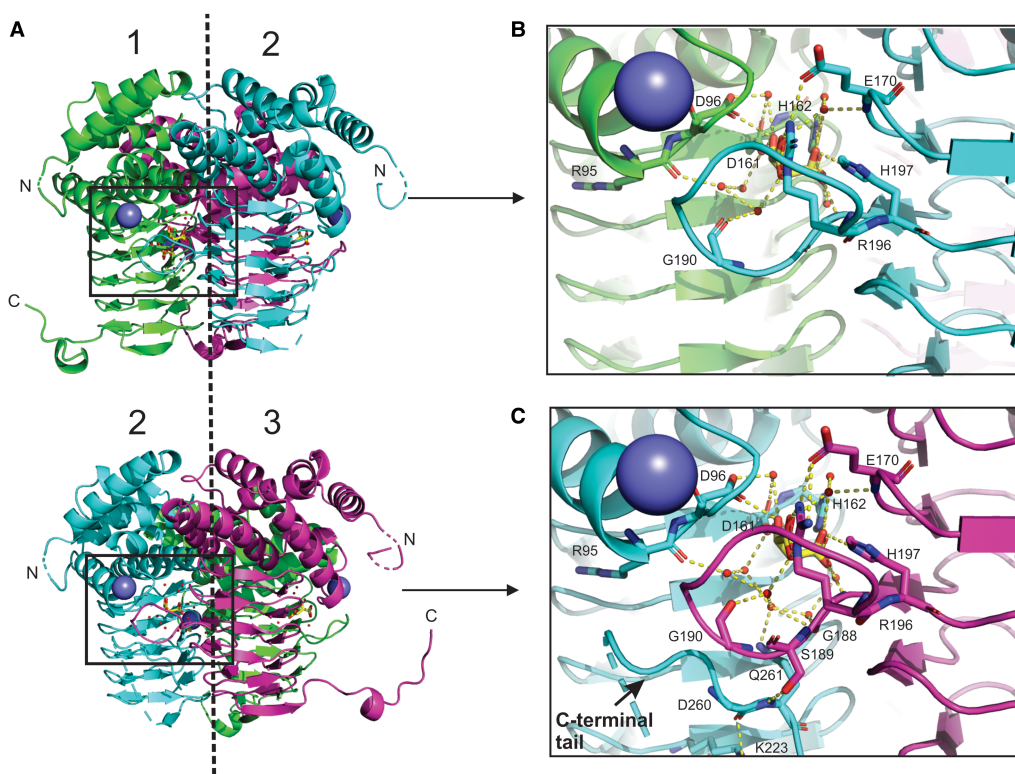 A
1 2
N
N
C
B
E170
D96
H162
D161
R95
H197
R196
G190
2 3
N
N
C
C
E170
D96
H162
D161
R95
H197
G190
G188
R196
S189
Q261
D260
C-terminal
tail
K223